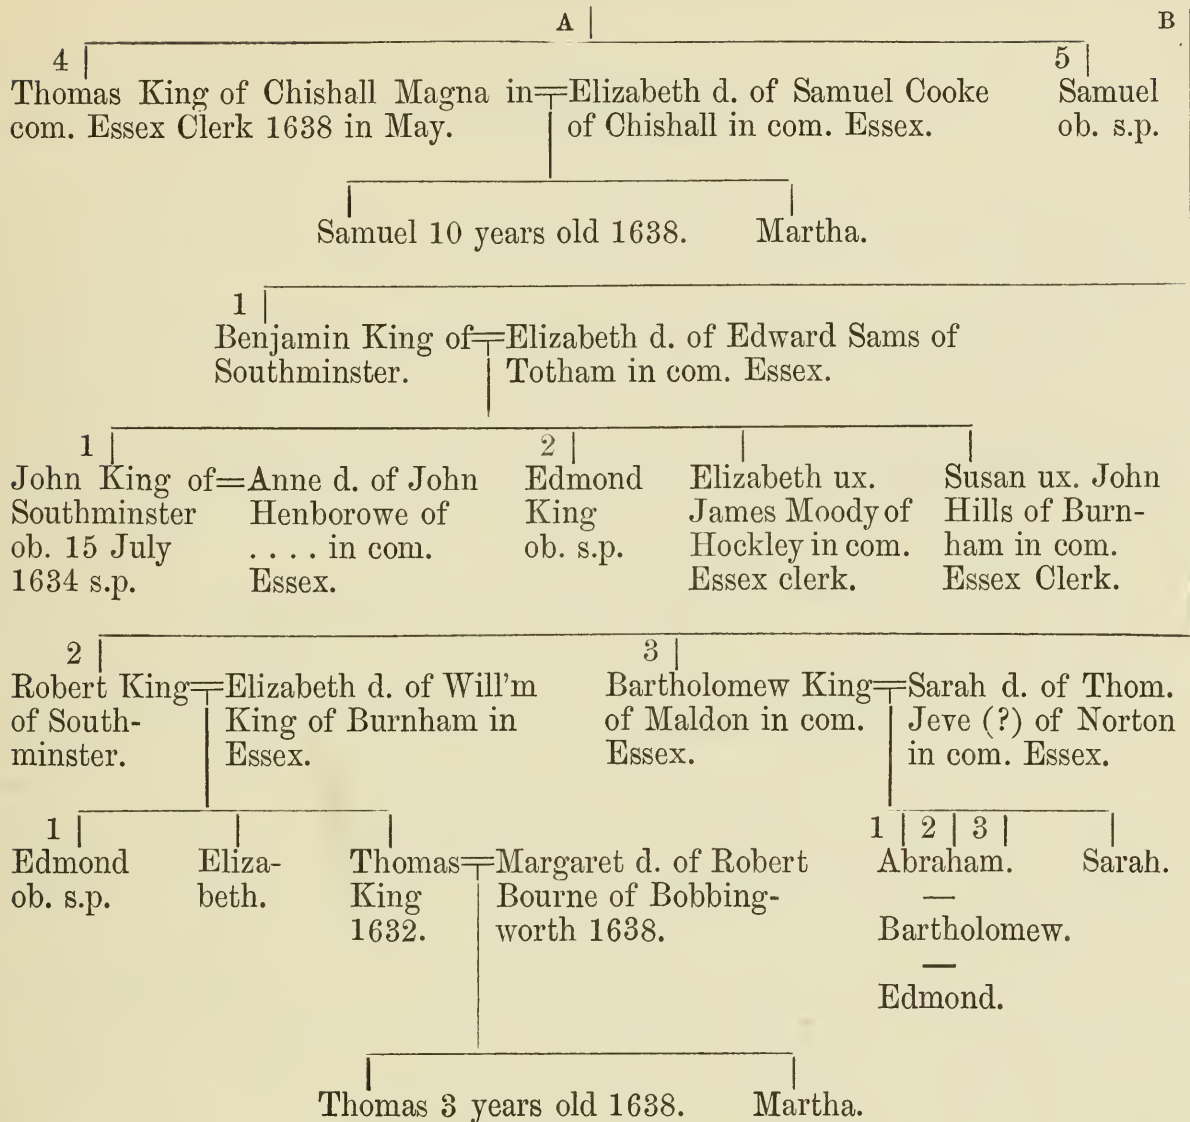 A B
4 5
Thomas King of Chishall Magna in=Elizabeth d. of Samuel Cooke Samuel
com. Essex Clerk 1638 in May. of Chishall in com. Essex. ob. s.p.
Samuel 10 years old 1638. Martha.
1
Benjamin King of=Elizabeth d. of Edward Sams of
Southminster. Totham in com. Essex.
1 2
John King of=Anne d. of John Edmond Elizabeth ux. Susan ux. John
Southminster Henborowe of King James Moody of Hills of Burn-
ob. 15 July . . . . in com. ob. s.p. Hockley in com. ham in com.
1634 s.p. Essex. Essex clerk. Essex Clerk.
2 3
Robert King=Elizabeth d. of Will'm Bartholomew King=Sarah d. of Thom.
of South- King of Burnham in of Maldon in com. Jeve (?) of Norton
minster. Essex. Essex. in com. Essex.
1 1 2 3
Edmond Eliza- Thomas=Margaret d. of Robert Abraham. Sarah.
ob. s.p. beth. King Bourne of Bobbing- —
1632. worth 1638. Bartholomew.
—
Edmond.
Thomas 3 years old 1638. Martha.